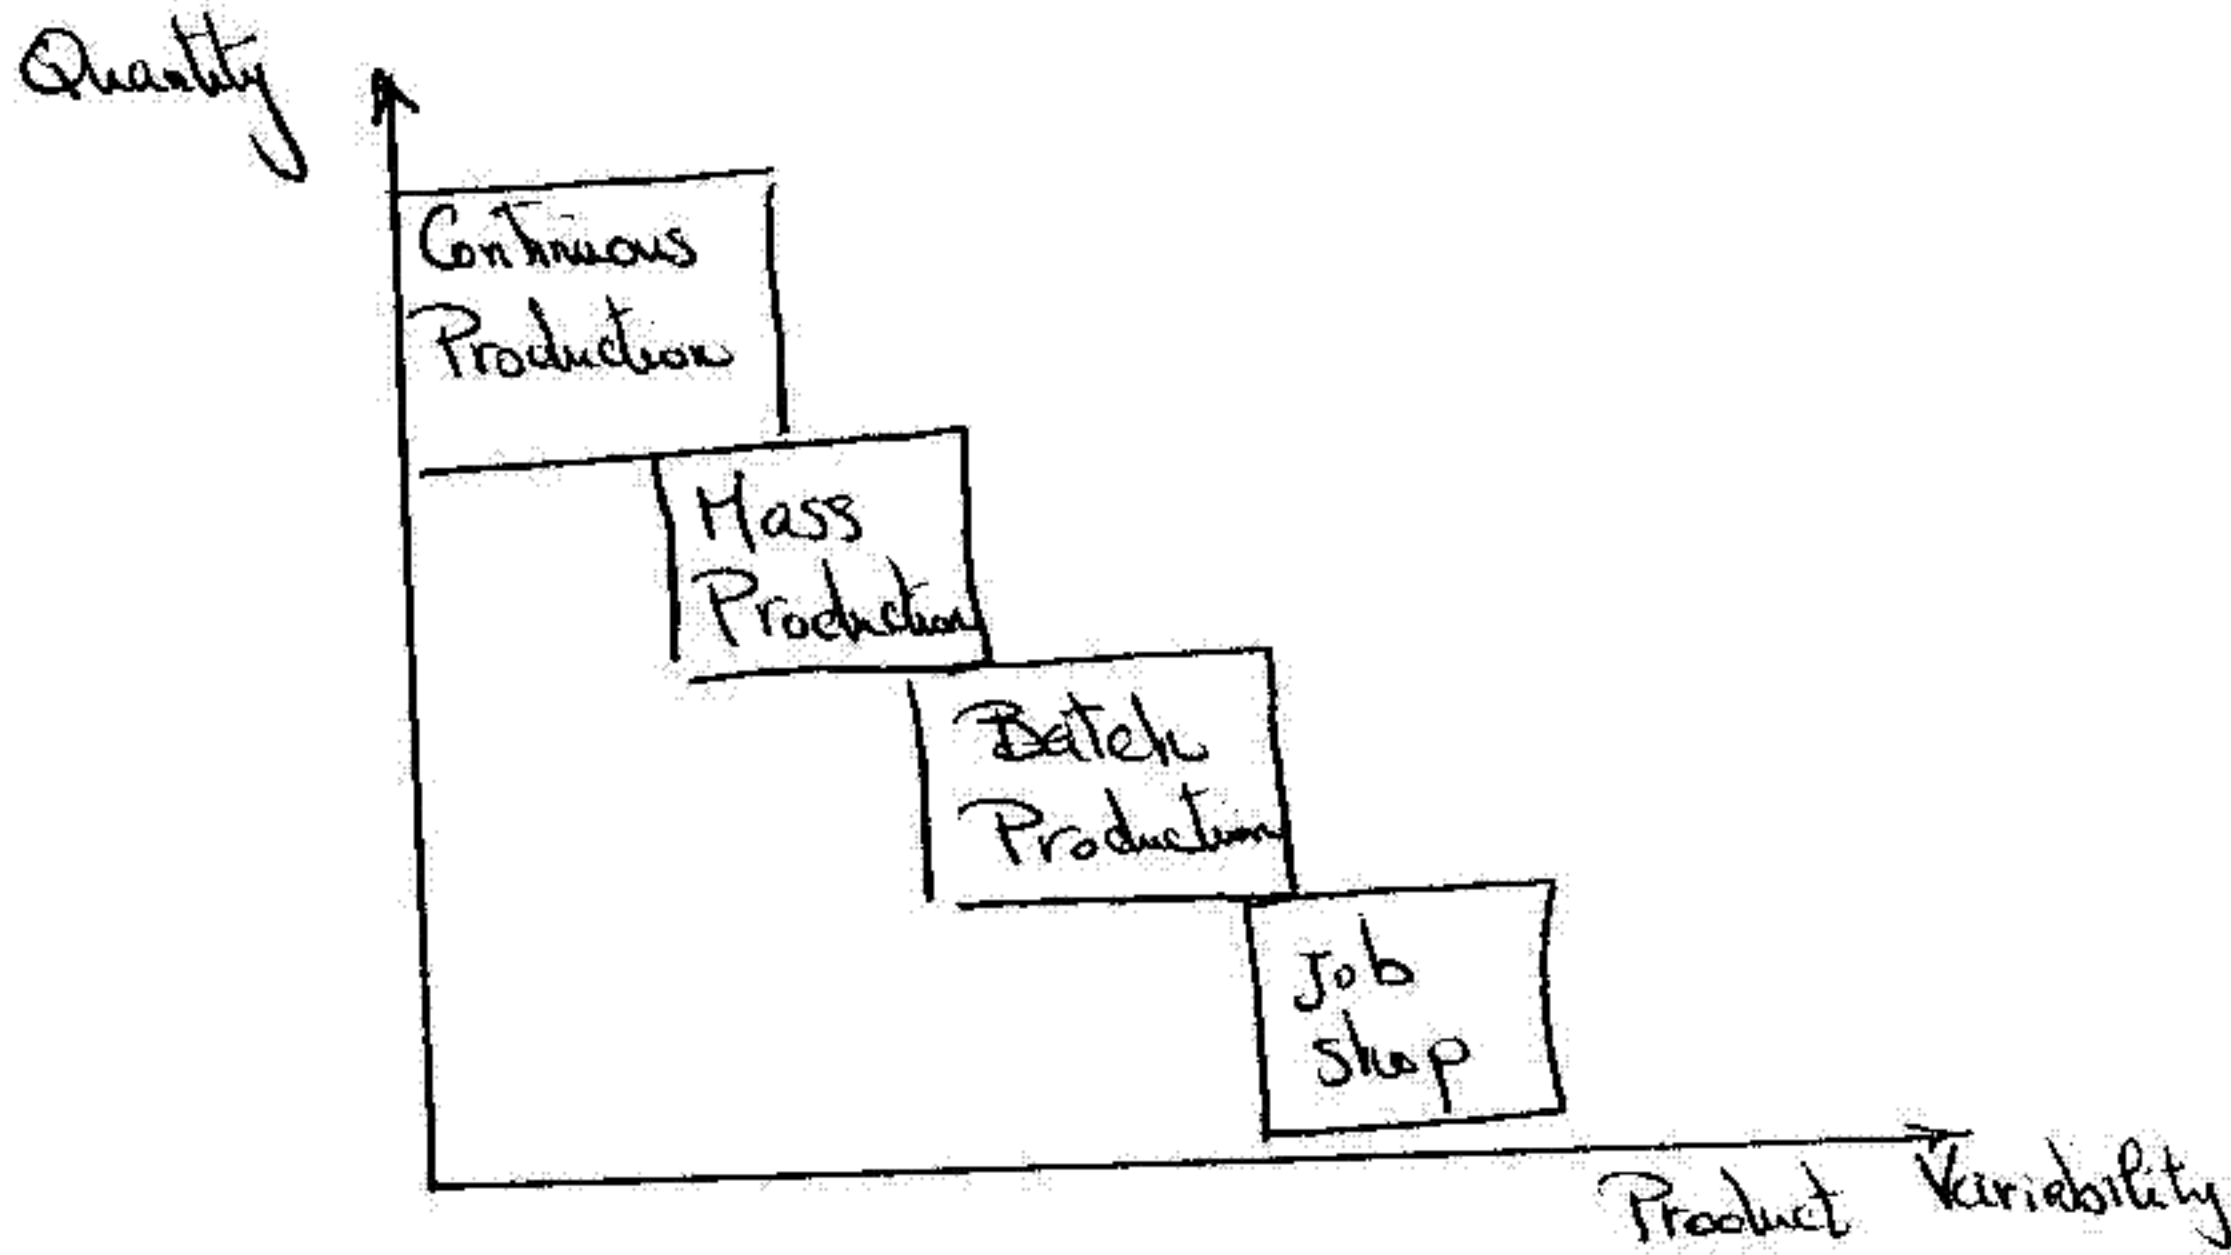 Quantity
Continuous
Production
Mass
Production
Batch
Production
Job
Shop
Product Variability